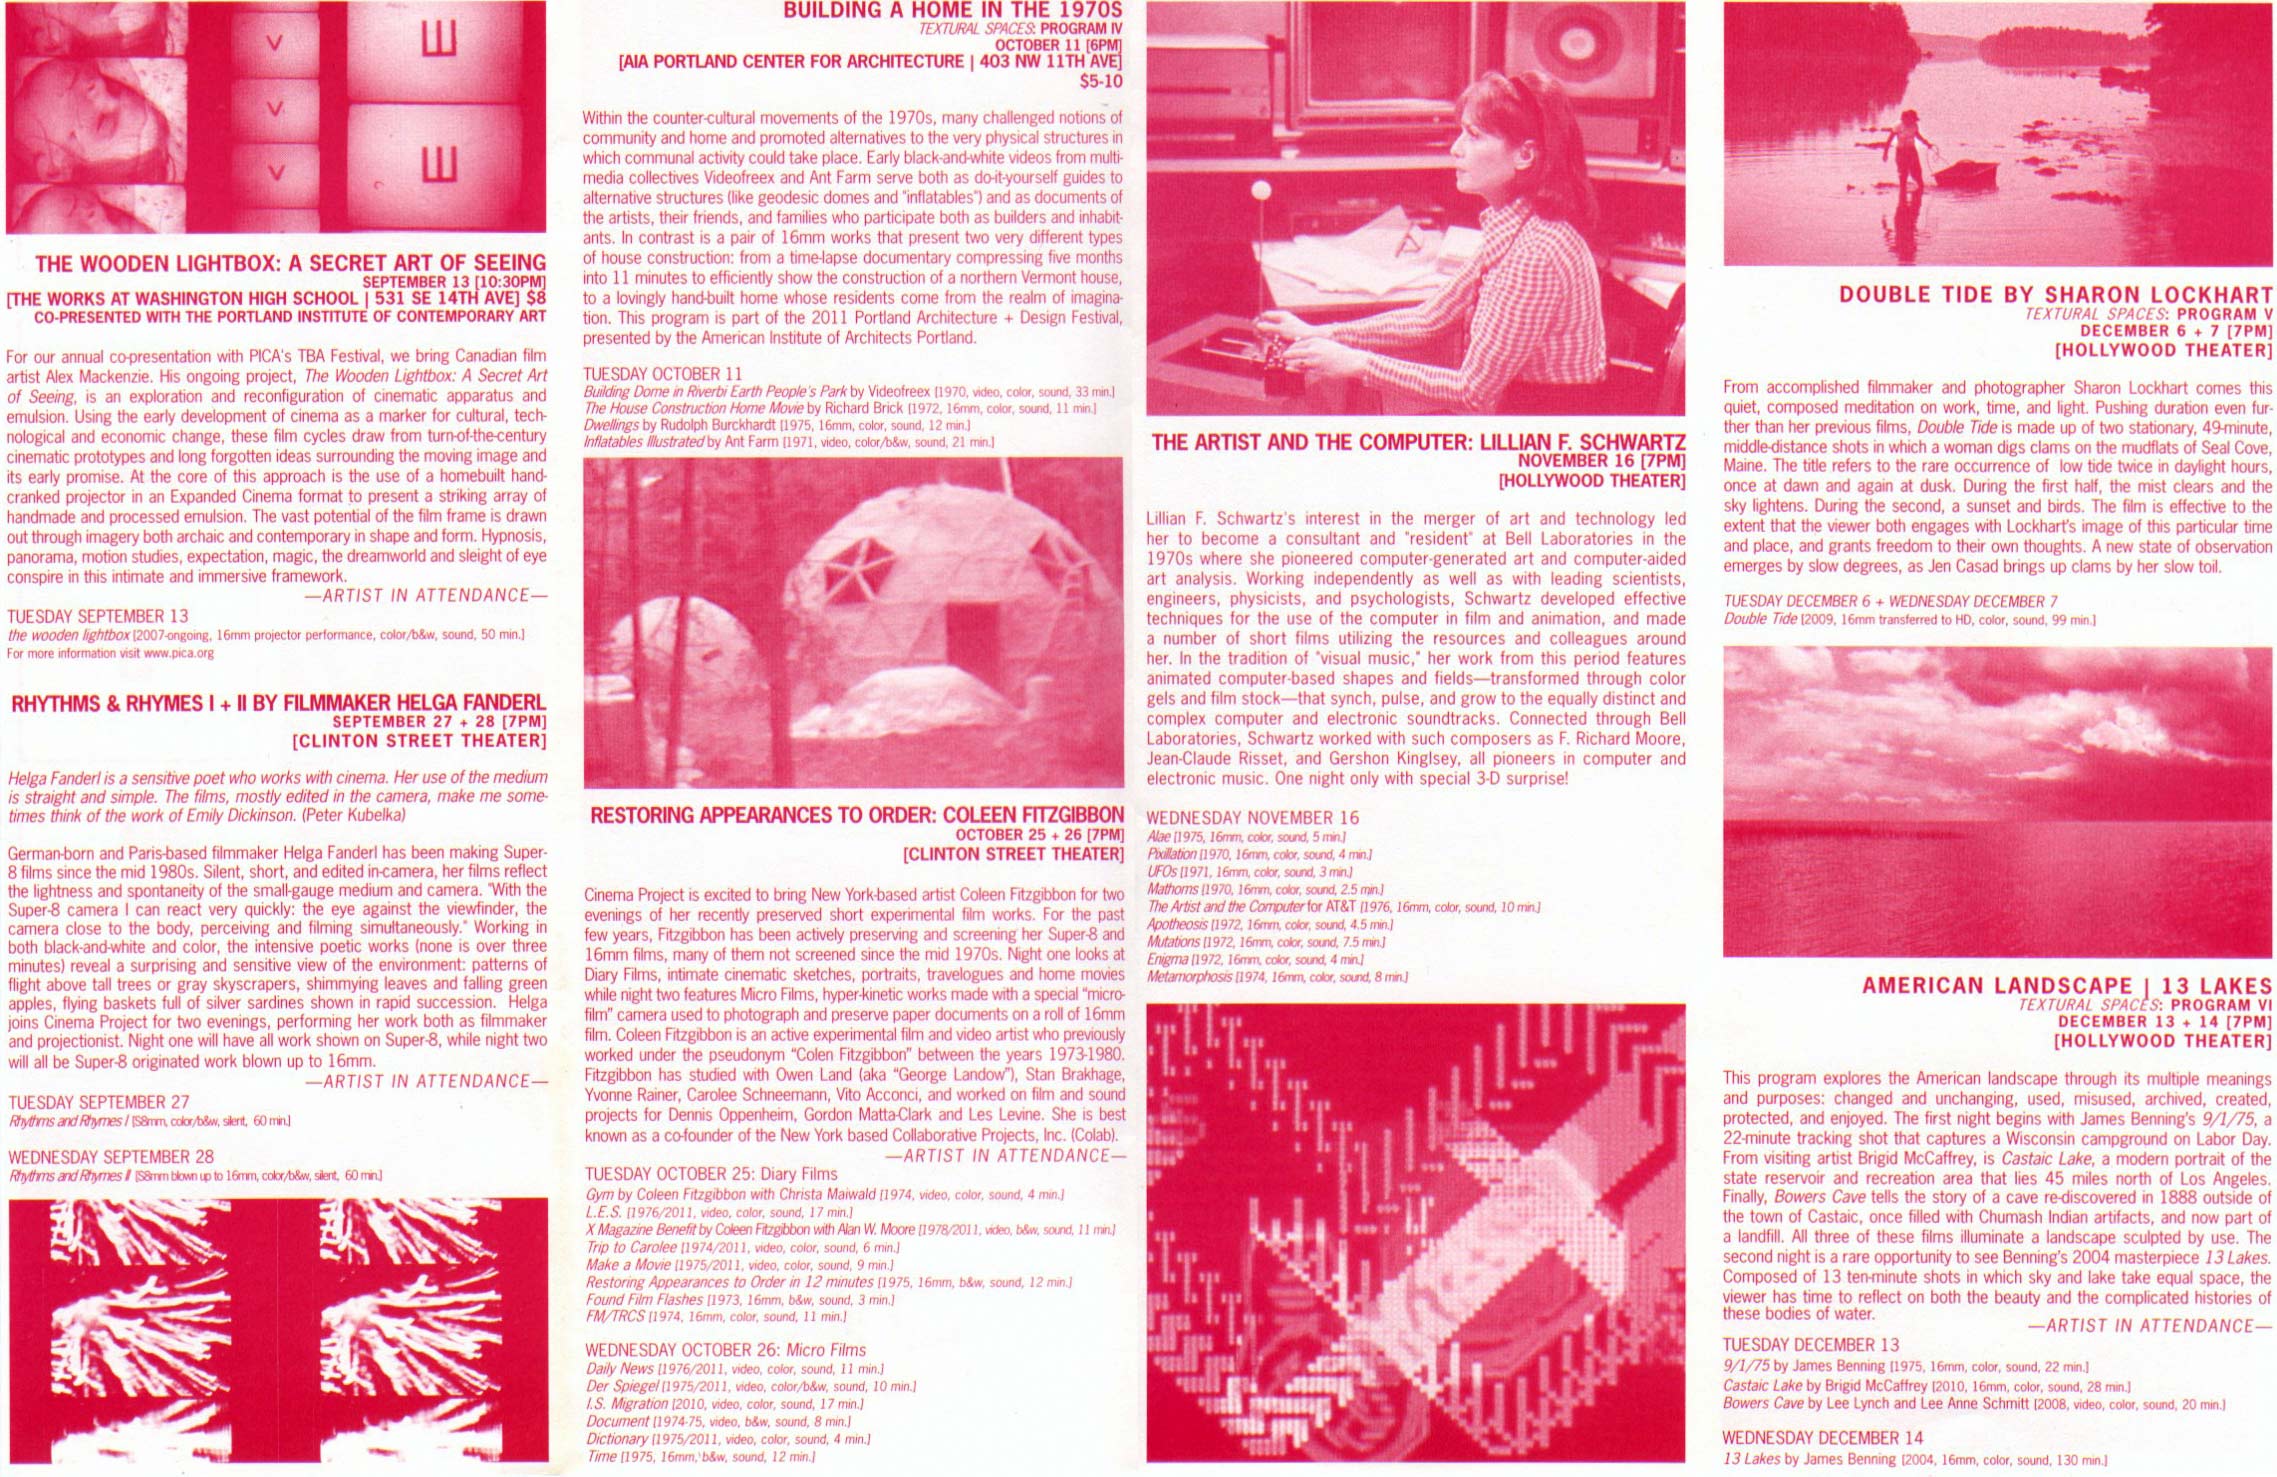 THE WOODEN LIGHTBOX: A SECRET ART OF SEEING
SEPTEMBER 13 [10:30PM]
[THE WORKS AT WASHINGTON HIGH SCHOOL | 531 SE 14TH AVE] $8
CO-PRESENTED WITH THE PORTLAND INSTITUTE OF CONTEMPORARY ART
For our annual co-presentation with PICA's TBA Festival, we bring Canadian film
artist Alex Mackenzie. His ongoing project, The Wooden Lightbox: A Secret Art
of Seeing, is an exploration and reconfiguration of cinematic apparatus and
emulsion. Using the early development of cinema as a marker for cultural, tech-
nological and economic change, these film cycles draw from turn-of-the-century
cinematic prototypes and long forgotten ideas surrounding the moving image and
its early promise. At the core of this approach is the use of a homebuilt hand-
cranked projector in an Expanded Cinema format to present a striking array of
handmade and processed emulsion. The vast potential of the film frame is drawn
out through imagery both archaic and contemporary in shape and form. Hypnosis,
panorama, motion studies, expectation, magic, the dreamworld and sleight of eye
conspire in this intimate and immersive framework.
—ARTIST IN ATTENDANCE—
TUESDAY SEPTEMBER 13
the wooden lightbox [2007-ongoing, 16mm projector performance, color/b&w, sound, 50 min.]
For more information visit www.pica.org
RHYTHMS & RHYMES I + II BY FILMMAKER HELGA FANDERL
SEPTEMBER 27 + 28 [7PM]
[CLINTON STREET THEATER]
Helga Fanderl is a sensitive poet who works with cinema. Her use of the medium
is straight and simple. The films, mostly edited in the camera, make me some-
times think of the work of Emily Dickinson. (Peter Kubelka)
German-born and Paris-based filmmaker Helga Fanderl has been making Super-
8 films since the mid 1980s. Silent, short, and edited in-camera, her films reflect
the lightness and spontaneity of the small-gauge medium and camera. "With the
Super-8 camera I can react very quickly: the eye against the viewfinder, the
camera close to the body, perceiving and filming simultaneously." Working in
both black-and-white and color, the intensive poetic works (none is over three
minutes) reveal a surprising and sensitive view of the environment: patterns of
flight above tall trees or gray skyscrapers, shimmying leaves and falling green
apples, flying baskets full of silver sardines shown in rapid succession. Helga
joins Cinema Project for two evenings, performing her work both as filmmaker
and projectionist. Night one will have all work shown on Super-8, while night two
will all be Super-8 originated work blown up to 16mm.
—ARTIST IN ATTENDANCE—
TUESDAY SEPTEMBER 27
Rhythms and Rhymes I [S8mm, color/b&w, silent, 60 min.]
WEDNESDAY SEPTEMBER 28
Rhythms and Rhymes II [S8mm blown up to 16mm, color/b&w, silent, 60 min.]
BUILDING A HOME IN THE 1970S
TEXTURAL SPACES: PROGRAM IV
OCTOBER 11 [6PM]
[AIA PORTLAND CENTER FOR ARCHITECTURE | 403 NW 11TH AVE]
$5-10
Within the counter-cultural movements of the 1970s, many challenged notions of
community and home and promoted alternatives to the very physical structures in
which communal activity could take place. Early black-and-white videos from multi-
media collectives Videofreex and Ant Farm serve both as do-it-yourself guides to
alternative structures (like geodesic domes and "inflatables") and as documents of
the artists, their friends, and families who participate both as builders and inhabit-
ants. In contrast is a pair of 16mm works that present two very different types
of house construction: from a time-lapse documentary compressing five months
into 11 minutes to efficiently show the construction of a northern Vermont house,
to a lovingly hand-built home whose residents come from the realm of imagina-
tion. This program is part of the 2011 Portland Architecture + Design Festival,
presented by the American Institute of Architects Portland.
TUESDAY OCTOBER 11
Building Dome in Riverbi Earth People's Park by Videofreex [1970, video, color, sound, 33 min.]
The House Construction Home Movie by Richard Brick [1972, 16mm, color, sound, 11 min.]
Dwellings by Rudolph Burckhardt [1975, 16mm, color, sound, 12 min.]
Inflatables Illustrated by Ant Farm [1971, video, color/b&w, sound, 21 min.]
RESTORING APPEARANCES TO ORDER: COLEEN FITZGIBBON
OCTOBER 25 + 26 [7PM]
[CLINTON STREET THEATER]
Cinema Project is excited to bring New York-based artist Coleen Fitzgibbon for two
evenings of her recently preserved short experimental film works. For the past
few years, Fitzgibbon has been actively preserving and screening her Super-8 and
16mm films, many of them not screened since the mid 1970s. Night one looks at
Diary Films, intimate cinematic sketches, portraits, travelogues and home movies
while night two features Micro Films, hyper-kinetic works made with a special "micro-
film" camera used to photograph and preserve paper documents on a roll of 16mm
film. Coleen Fitzgibbon is an active experimental film and video artist who previously
worked under the pseudonym "Colen Fitzgibbon" between the years 1973-1980.
Fitzgibbon has studied with Owen Land (aka "George Landow"), Stan Brakhage,
Yvonne Rainer, Carolee Schneemann, Vito Acconci, and worked on film and sound
projects for Dennis Oppenheim, Gordon Matta-Clark and Les Levine. She is best
known as a co-founder of the New York based Collaborative Projects, Inc. (Colab).
—ARTIST IN ATTENDANCE—
TUESDAY OCTOBER 25: Diary Films
Gym by Coleen Fitzgibbon with Christa Maiwald [1974, video, color, sound, 4 min.]
L.E.S. [1976/2011, video, color, sound, 17 min.]
X Magazine Benefit by Coleen Fitzgibbon with Alan W. Moore [1978/2011, video, b&w, sound, 11 min.]
Trip to Carolee [1974/2011, video, color, sound, 6 min.]
Make a Movie [1975/2011, video, color, sound, 9 min.]
Restoring Appearances to Order in 12 minutes [1975, 16mm, b&w, sound, 12 min.]
Found Film Flashes [1973, 16mm, b&w, sound, 3 min.]
FM/TRCS [1974, 16mm, color, sound, 11 min.]
WEDNESDAY OCTOBER 26: Micro Films
Daily News [1976/2011, video, color, sound, 11 min.]
Der Spiegel [1975/2011, video, color/b&w, sound, 10 min.]
I.S. Migration [2010, video, color, sound, 17 min.]
Document [1974-75, video, b&w, sound, 8 min.]
Dictionary [1975/2011, video, color, sound, 4 min.]
Time [1975, 16mm, b&w, sound, 12 min.]
THE ARTIST AND THE COMPUTER: LILLIAN F. SCHWARTZ
NOVEMBER 16 [7PM]
[HOLLYWOOD THEATER]
Lillian F. Schwartz's interest in the merger of art and technology led
her to become a consultant and "resident" at Bell Laboratories in the
1970s where she pioneered computer-generated art and computer-aided
art analysis. Working independently as well as with leading scientists,
engineers, physicists, and psychologists, Schwartz developed effective
techniques for the use of the computer in film and animation, and made
a number of short films utilizing the resources and colleagues around
her. In the tradition of "visual music," her work from this period features
animated computer-based shapes and fields—transformed through color
gels and film stock—that synch, pulse, and grow to the equally distinct and
complex computer and electronic soundtracks. Connected through Bell
Laboratories, Schwartz worked with such composers as F. Richard Moore,
Jean-Claude Risset, and Gershon Kinglsey, all pioneers in computer and
electronic music. One night only with special 3-D surprise!
WEDNESDAY NOVEMBER 16
Alae [1975, 16mm, color, sound, 5 min.]
Pixillation [1970, 16mm, color, sound, 4 min.]
UFOs [1971, 16mm, color, sound, 3 min.]
Mathoms [1970, 16mm, color, sound, 2.5 min.]
The Artist and the Computer for AT&T [1976, 16mm, color, sound, 10 min.]
Apotheosis [1972, 16mm, color, sound, 4.5 min.]
Mutations [1972, 16mm, color, sound, 7.5 min.]
Enigma [1972, 16mm, color, sound, 4 min.]
Metamorphosis [1974, 16mm, color, sound, 8 min.]
DOUBLE TIDE BY SHARON LOCKHART
TEXTURAL SPACES: PROGRAM V
DECEMBER 6 + 7 [7PM]
[HOLLYWOOD THEATER]
From accomplished filmmaker and photographer Sharon Lockhart comes this
quiet, composed meditation on work, time, and light. Pushing duration even fur-
ther than her previous films, Double Tide is made up of two stationary, 49-minute,
middle-distance shots in which a woman digs clams on the mudflats of Seal Cove,
Maine. The title refers to the rare occurrence of low tide twice in daylight hours,
once at dawn and again at dusk. During the first half, the mist clears and the
sky lightens. During the second, a sunset and birds. The film is effective to the
extent that the viewer both engages with Lockhart's image of this particular time
and place, and grants freedom to their own thoughts. A new state of observation
emerges by slow degrees, as Jen Casad brings up clams by her slow toil.
TUESDAY DECEMBER 6 + WEDNESDAY DECEMBER 7
Double Tide [2009, 16mm transferred to HD, color, sound, 99 min.]
AMERICAN LANDSCAPE | 13 LAKES
TEXTURAL SPACES: PROGRAM VI
DECEMBER 13 + 14 [7PM]
[HOLLYWOOD THEATER]
This program explores the American landscape through its multiple meanings
and purposes: changed and unchanging, used, misused, archived, created,
protected, and enjoyed. The first night begins with James Benning's 9/1/75, a
22-minute tracking shot that captures a Wisconsin campground on Labor Day.
From visiting artist Brigid McCaffrey, is Castaic Lake, a modern portrait of the
state reservoir and recreation area that lies 45 miles north of Los Angeles.
Finally, Bowers Cave tells the story of a cave re-discovered in 1888 outside of
the town of Castaic, once filled with Chumash Indian artifacts, and now part of
a landfill. All three of these films illuminate a landscape sculpted by use. The
second night is a rare opportunity to see Benning's 2004 masterpiece 13 Lakes.
Composed of 13 ten-minute shots in which sky and lake take equal space, the
viewer has time to reflect on both the beauty and the complicated histories of
these bodies of water.
—ARTIST IN ATTENDANCE—
TUESDAY DECEMBER 13
9/1/75 by James Benning [1975, 16mm, color, sound, 22 min.]
Castaic Lake by Brigid McCaffrey [2010, 16mm, color, sound, 28 min.]
Bowers Cave by Lee Lynch and Lee Anne Schmitt [2008, video, color, sound, 20 min.]
WEDNESDAY DECEMBER 14
13 Lakes by James Benning [2004, 16mm, color, sound, 130 min.]